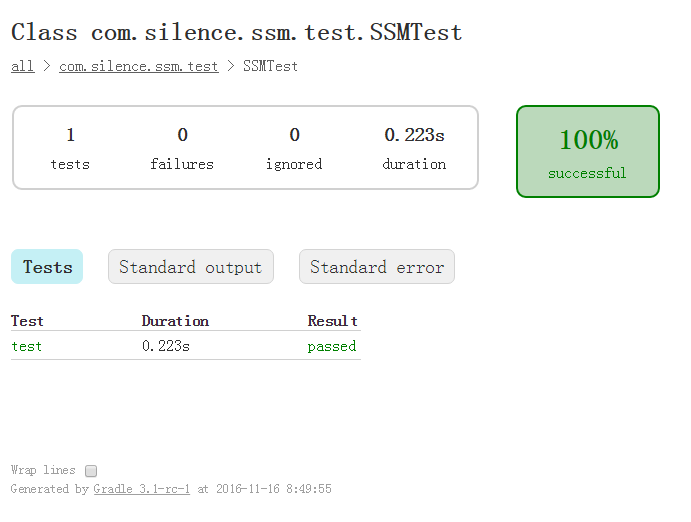 Class com.silence.ssm.test.SSMTest
all > com.silence.ssm.test > SSMTest
1 0 0 0.223s
tests failures ignored duration
100%
successful
Tests Standard output Standard error
Test Duration Result
test 0.223s passed
Wrap lines
Generated by Gradle 3.1-rc-1 at 2016-11-16 8:49:55